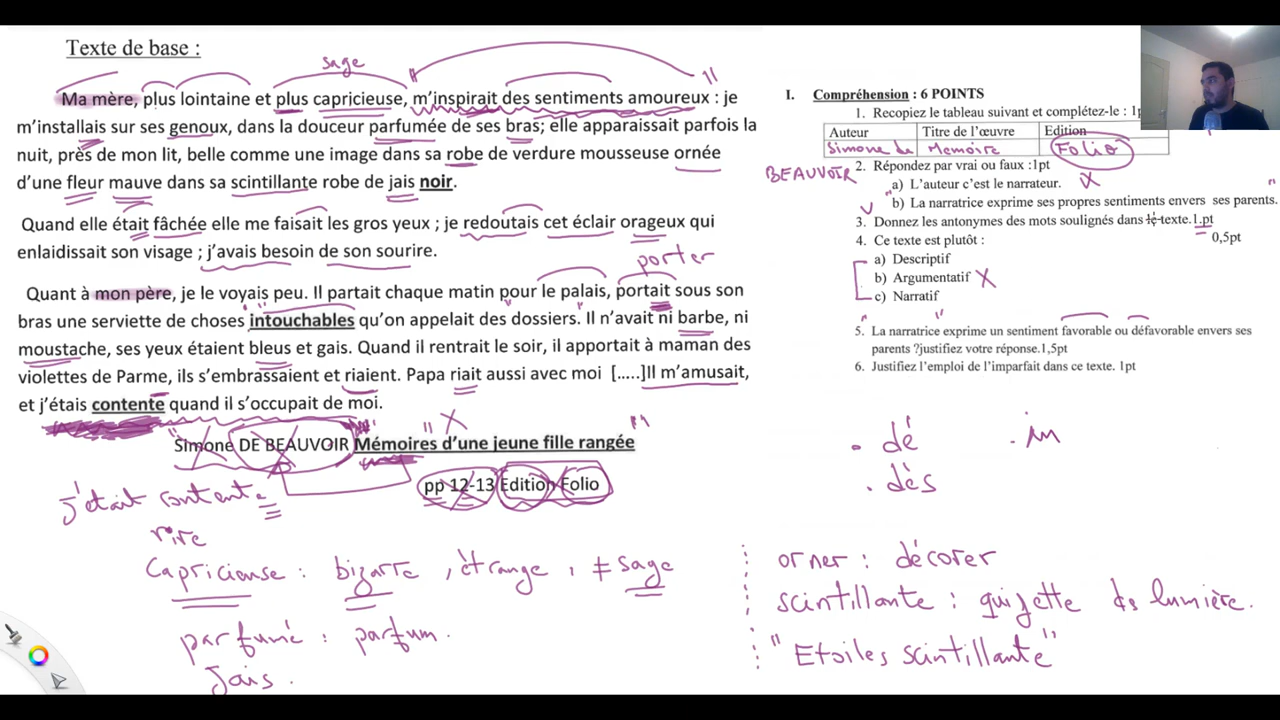 Texte de base :
sage
Ma mère, plus lointaine et plus capricieuse, m'inspirait des sentiments amoureux : je
m'installais sur ses genoux, dans la douceur parfumée de ses bras; elle apparaissait parfois la
nuit, près de mon lit, belle comme une image dans sa robe de verdure mousseuse ornée
d'une fleur mauve dans sa scintillante robe de jais noir.
Quand elle était fâchée elle me faisait les gros yeux ; je redoutais cet éclair orageux qui
enlaidissait son visage ; j'avais besoin de son sourire.
porter
Quant à mon père, je le voyais peu. Il partait chaque matin pour le palais, portait sous son
bras une serviette de choses intouchables qu'on appelait des dossiers. Il n'avait ni barbe, ni
moustache, ses yeux étaient bleus et gais. Quand il rentrait le soir, il apportait à maman des
violettes de Parme, ils s'embrassaient et riaient. Papa riait aussi avec moi [.....]Il m'amusait,
et j'étais contente quand il s'occupait de moi.
Simone DE BEAUVOIR Mémoires d'une jeune fille rangée
pp 12-13 Edition Folio
j'était contente
rire
Capricieuse : bizarre , étrange , ≠ sage
parfumé : parfum.
Jais.
I. Compréhension : 6 POINTS
1. Recopiez le tableau suivant et complétez-le : 1p
Auteur Titre de l'œuvre Edition
Simone de Memoire Folio
BEAUVOIR
2. Répondez par vrai ou faux :1pt
a) L'auteur c'est le narrateur. X
b) La narratrice exprime ses propres sentiments envers ses parents.
3. Donnez les antonymes des mots soulignés dans le texte.1.pt
4. Ce texte est plutôt : 0,5pt
a) Descriptif
b) Argumentatif X
c) Narratif
5. La narratrice exprime un sentiment favorable ou défavorable envers ses
parents ?justifiez votre réponse.1,5pt
6. Justifiez l'emploi de l'imparfait dans ce texte. 1pt
. dé . in
. dès
orner : décorer
scintillante : qui jette ds lumière.
" Etoiles scintillante "